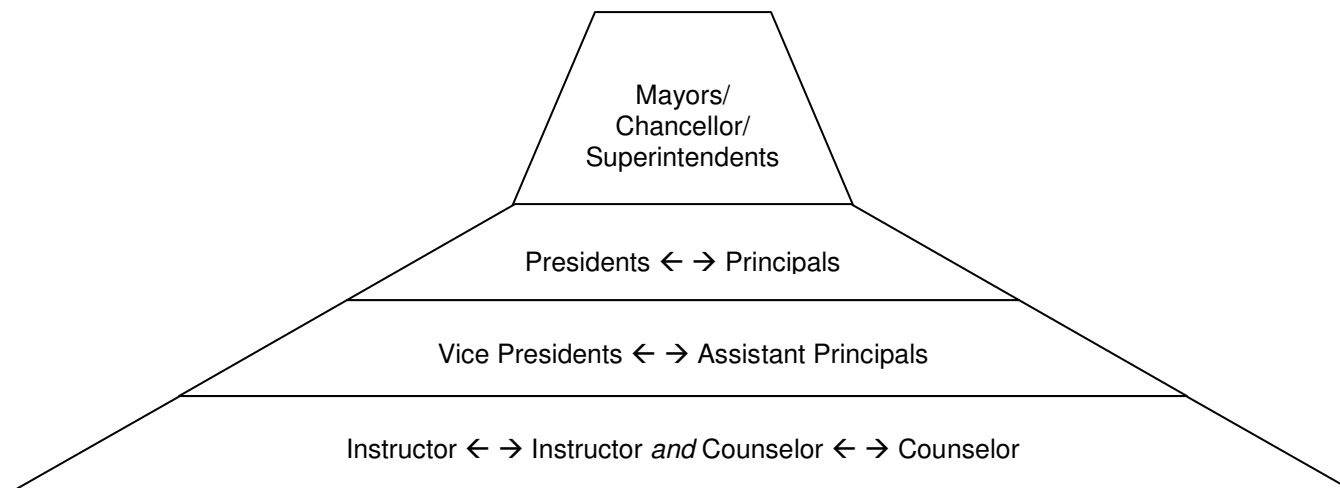 Mayors/
Chancellor/
Superintendents
Presidents ← → Principals
Vice Presidents ← → Assistant Principals
Instructor ← → Instructor and Counselor ← → Counselor